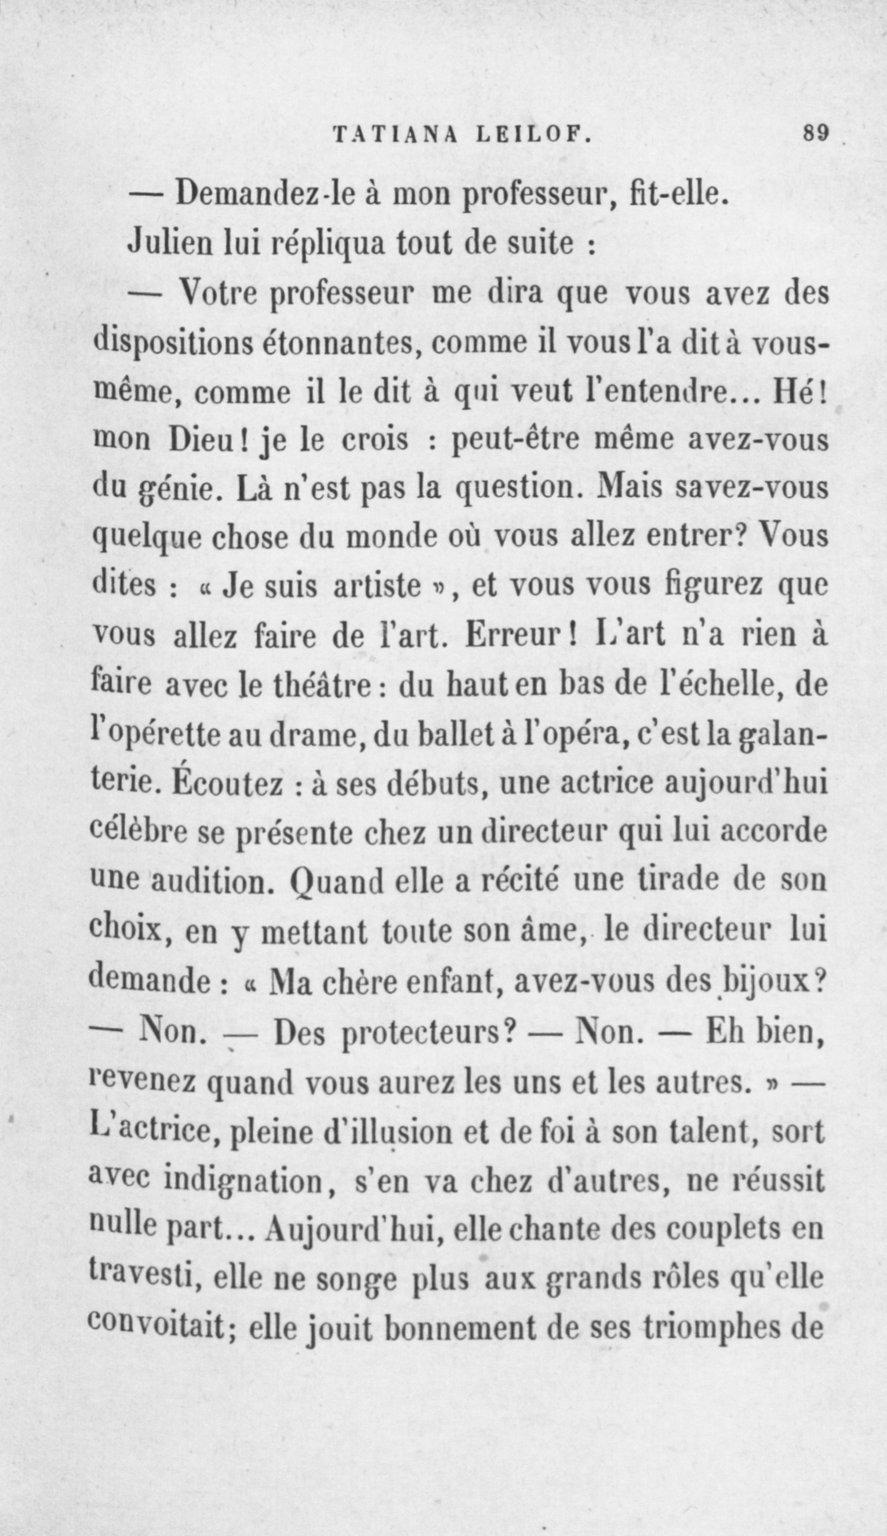 TATIANA LEILOF. 89
— Demandez-le à mon professeur, fit-elle.
Julien lui répliqua tout de suite :
— Votre professeur me dira que vous avez des
dispositions étonnantes, comme il vous l'a dit à vous-
même, comme il le dit à qui veut l'entendre... Hé!
mon Dieu! je le crois : peut-être même avez-vous
du génie. Là n'est pas la question. Mais savez-vous
quelque chose du monde où vous allez entrer? Vous
dites : « Je suis artiste », et vous vous figurez que
vous allez faire de l'art. Erreur! L'art n'a rien à
faire avec le théâtre : du haut en bas de l'échelle, de
l'opérette au drame, du ballet à l'opéra, c'est la galan-
terie. Écoutez : à ses débuts, une actrice aujourd'hui
célèbre se présente chez un directeur qui lui accorde
une audition. Quand elle a récité une tirade de son
choix, en y mettant toute son âme, le directeur lui
demande : « Ma chère enfant, avez-vous des bijoux?
— Non. — Des protecteurs? — Non. — Eh bien,
revenez quand vous aurez les uns et les autres. » —
L'actrice, pleine d'illusion et de foi à son talent, sort
avec indignation, s'en va chez d'autres, ne réussit
nulle part... Aujourd'hui, elle chante des couplets en
travesti, elle ne songe plus aux grands rôles qu'elle
convoitait; elle jouit bonnement de ses triomphes de